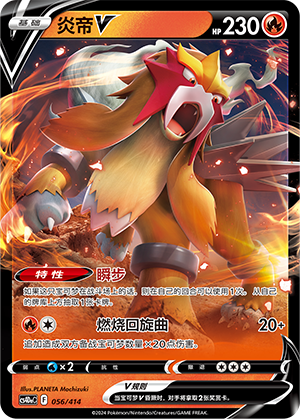 基础
炎帝V
HP 230
特性 瞬步
如果这只宝可梦在战斗场上的话，则在自己的回合可以使用1次。从自己
的牌库上方抽取1张卡牌。
燃烧回旋曲 20+
追加造成双方备战宝可梦数量×20点伤害。
弱点 ×2 抵抗力 撤退
Illus. PLANETA Mochizuki
CS4DaC F 056/414
V规则
当宝可梦V昏厥时，对手将拿取2张奖赏卡。
©2024 Pokémon/Nintendo/Creatures/GAME FREAK.